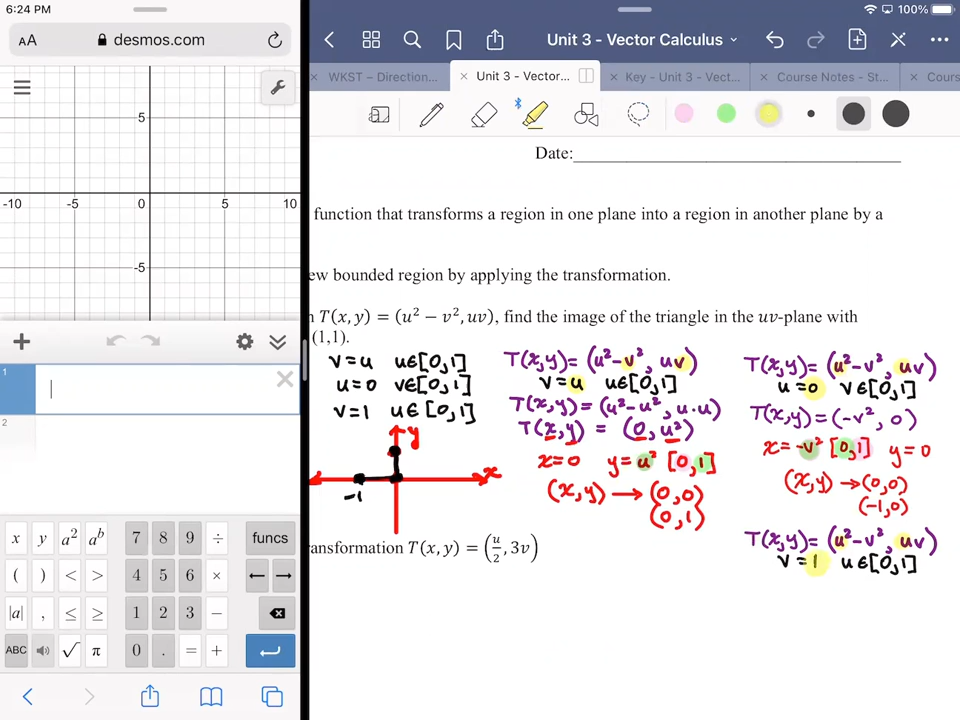 6:24 PM
100%
AA
desmos.com
Unit 3 - Vector Calculus
WKST – Direction...
Unit 3 - Vector...
Key - Unit 3 - Vect...
Course Notes - St...
Cours
5
-10
-5
0
5
10
-5
1
2
x y a² aᵇ 7 8 9 ÷ funcs
( ) < > 4 5 6 × ← →
|a| , ≤ ≥ 1 2 3 −
ABC √ π 0 . = +
Date:
function that transforms a region in one plane into a region in another plane by a
ew bounded region by applying the transformation.
n T(x, y) = (u² − v², uv), find the image of the triangle in the uv-plane with
(1,1).
v=u u∈[0,1]
u=0 v∈[0,1]
v=1 u∈[0,1]
y
x
-1
T(x,y)=(u²-v², uv)
v=u u∈[0,1]
T(x,y)=(u²-u², u·u)
T(x,y) = (0, u²)
x=0 y=u² [0,1]
(x,y) → (0,0)
(0,1)
T(x,y)=(u²-v², uv)
u=0 v∈[0,1]
T(x,y)=(-v², 0)
x=-v² [0,1] y=0
(x,y) →(0,0)
(-1,0)
T(x,y)=(u²-v², uv)
v=1 u∈[0,1]
ransformation T(x, y) = (u/2, 3v)